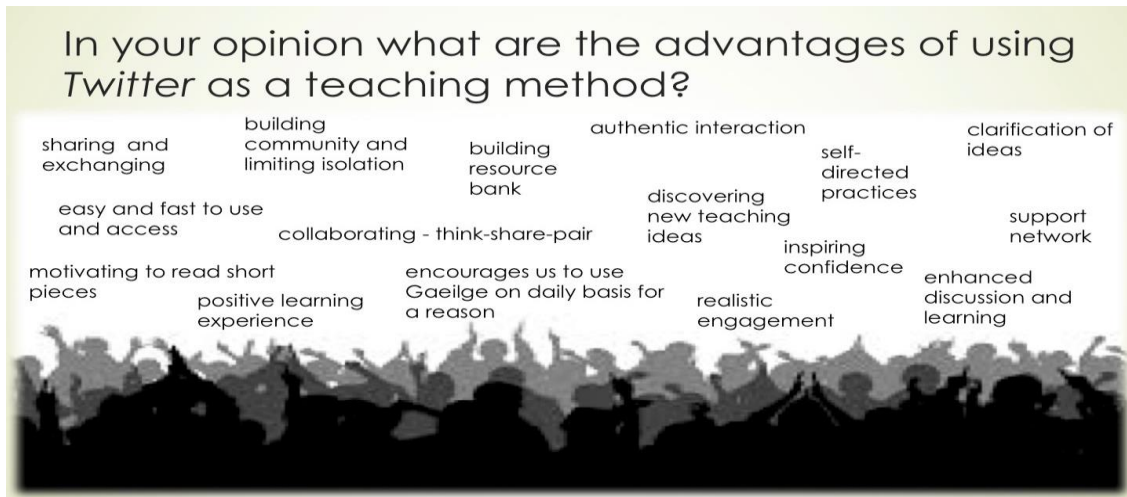 In your opinion what are the advantages of using
Twitter as a teaching method?
sharing and
exchanging
building
community and
limiting isolation
building
resource
bank
authentic interaction
self-
directed
practices
clarification of
ideas
easy and fast to use
and access
collaborating - think-share-pair
discovering
new teaching
ideas
inspiring
confidence
support
network
motivating to read short
pieces
positive learning
experience
encourages us to use
Gaeilge on daily basis for
a reason
realistic
engagement
enhanced
discussion and
learning